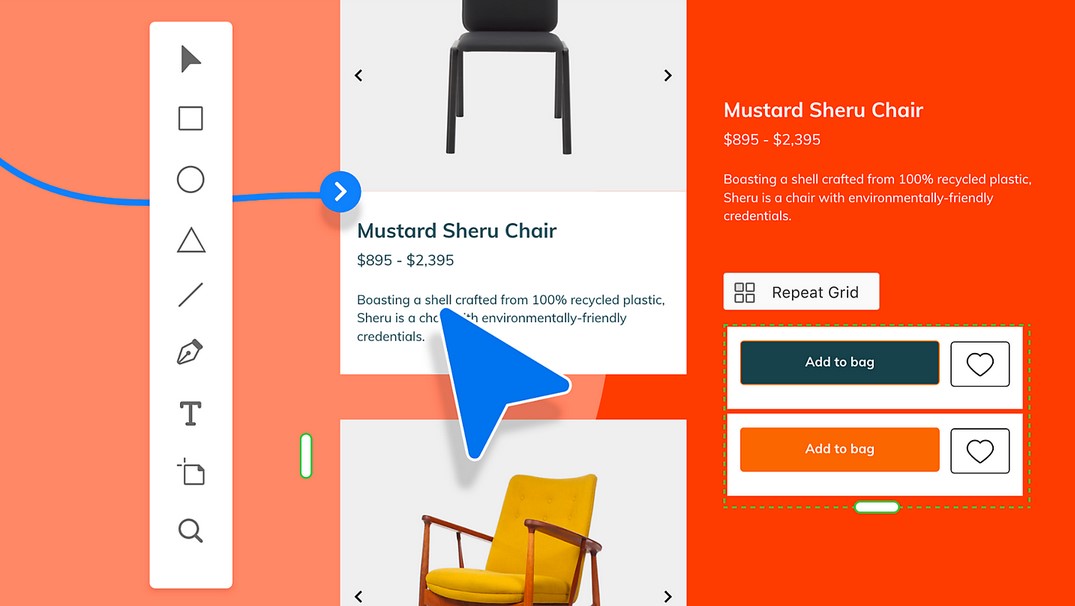 Mustard Sheru Chair
$895 - $2,395
Boasting a shell crafted from 100% recycled plastic,
Sheru is a cha with environmentally-friendly
credentials.
Mustard Sheru Chair
$895 - $2,395
Boasting a shell crafted from 100% recycled plastic,
Sheru is a chair with environmentally-friendly
credentials.
Repeat Grid
Add to bag
Add to bag